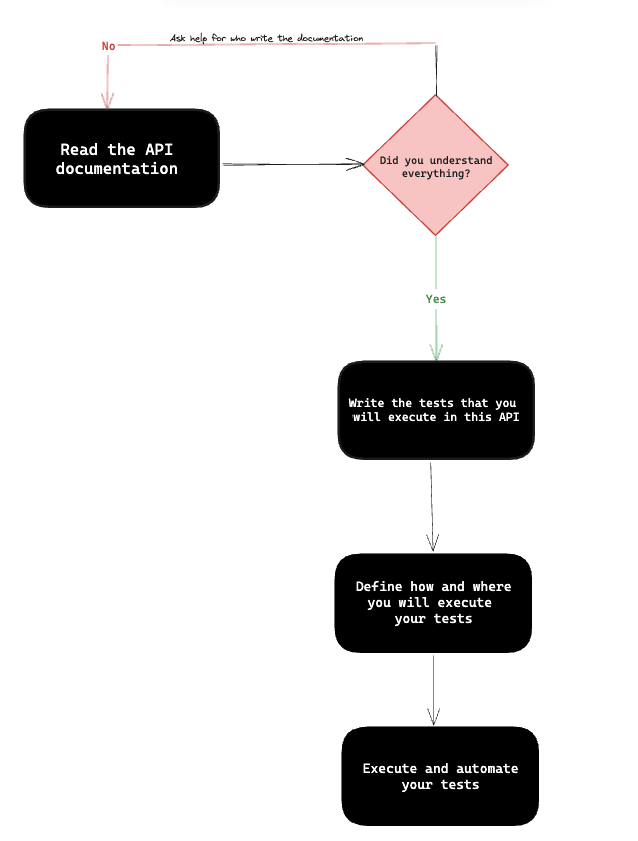 Ask help for who write the documentation
No
Read the API
documentation
Did you understand
everything?
Yes
Write the tests that you
will execute in this API
Define how and where
you will execute
your tests
Execute and automate
your tests